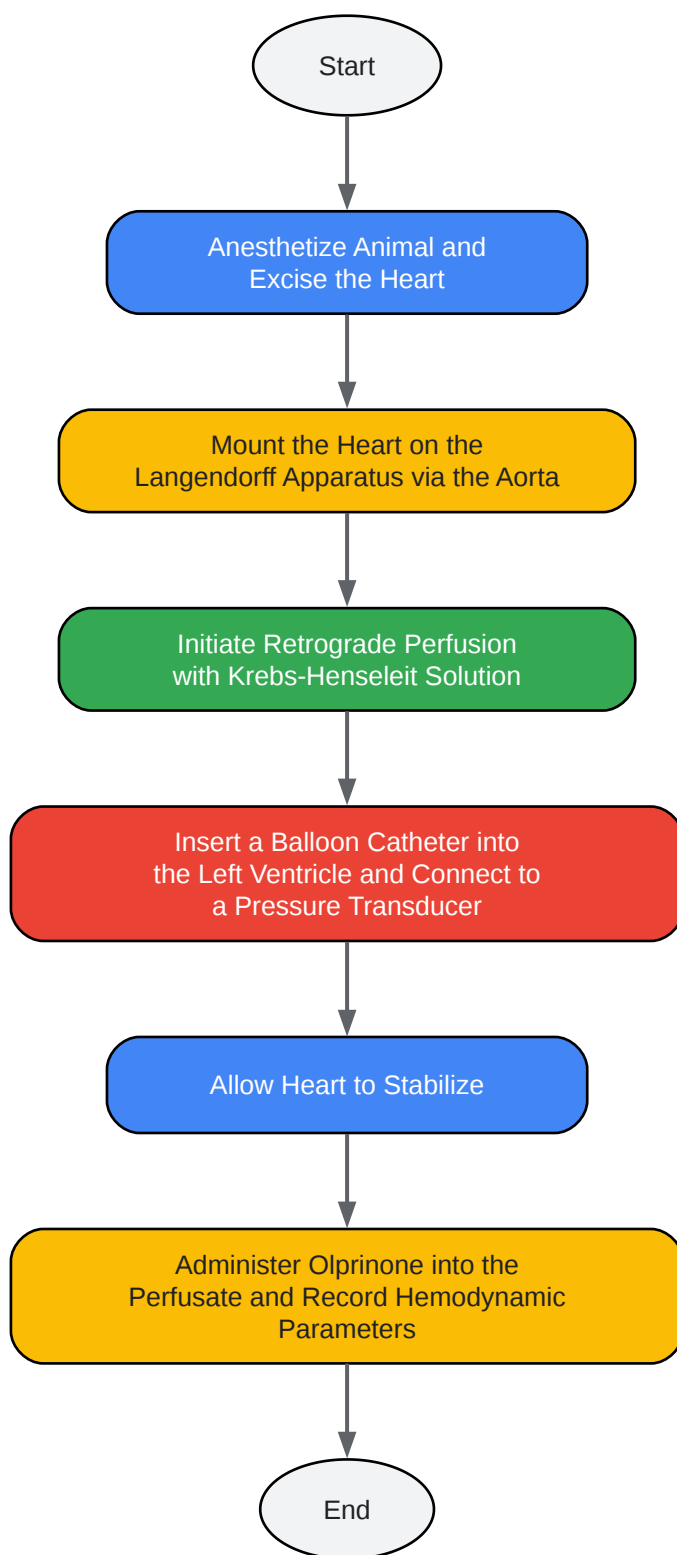 Start
Anesthetize Animal and
Excise the Heart
Mount the Heart on the
Langendorff Apparatus via the Aorta
Initiate Retrograde Perfusion
with Krebs-Henseleit Solution
Insert a Balloon Catheter into
the Left Ventricle and Connect to
a Pressure Transducer
Allow Heart to Stabilize
Administer Olprinone into the
Perfusate and Record Hemodynamic
Parameters
End